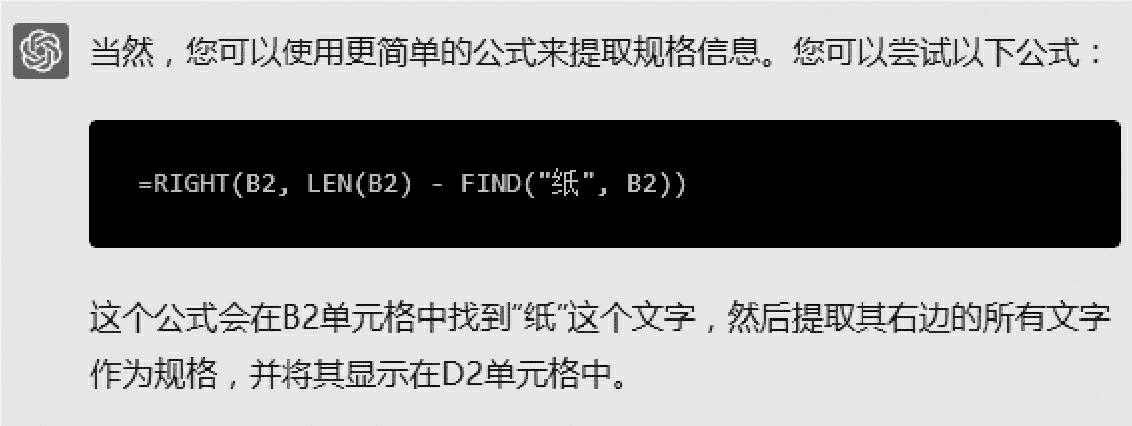 当然，您可以使用更简单的公式来提取规格信息。您可以尝试以下公式：
=RIGHT(B2, LEN(B2) - FIND("纸", B2))
这个公式会在B2单元格中找到“纸”这个文字，然后提取其右边的所有文字
作为规格，并将其显示在D2单元格中。